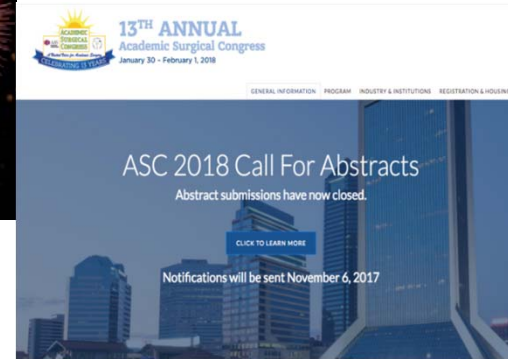 ACADEMIC
SURGICAL
CONGRESS
CELEBRATING 13 YEARS
13TH ANNUAL
Academic Surgical Congress
January 30 - February 1, 2018
GENERAL INFORMATION PROGRAM INDUSTRY & INSTITUTIONS REGISTRATION & HOUSING
ASC 2018 Call For Abstracts
Abstract submissions have now closed.
CLICK TO LEARN MORE
Notifications will be sent November 6, 2017